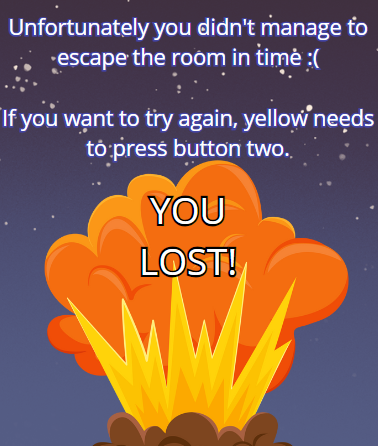 Unfortunately you didn't manage to
escape the room in time :(
If you want to try again, yellow needs
to press button two.
YOU
LOST!